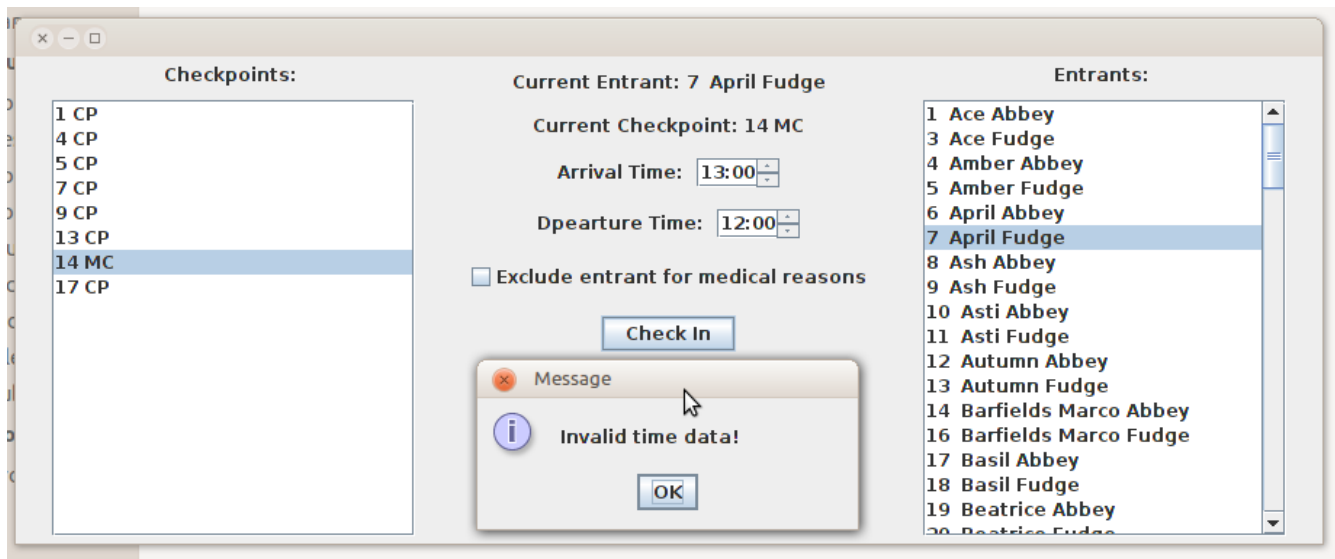 Checkpoints:
1 CP
4 CP
5 CP
7 CP
9 CP
13 CP
14 MC
17 CP
Current Entrant: 7 April Fudge
Current Checkpoint: 14 MC
Arrival Time: 13:00
Dpearture Time: 12:00
Exclude entrant for medical reasons
Check In
Message
Invalid time data!
OK
Entrants:
1 Ace Abbey
3 Ace Fudge
4 Amber Abbey
5 Amber Fudge
6 April Abbey
7 April Fudge
8 Ash Abbey
9 Ash Fudge
10 Asti Abbey
11 Asti Fudge
12 Autumn Abbey
13 Autumn Fudge
14 Barfields Marco Abbey
16 Barfields Marco Fudge
17 Basil Abbey
18 Basil Fudge
19 Beatrice Abbey
20 Beatrice Fudge